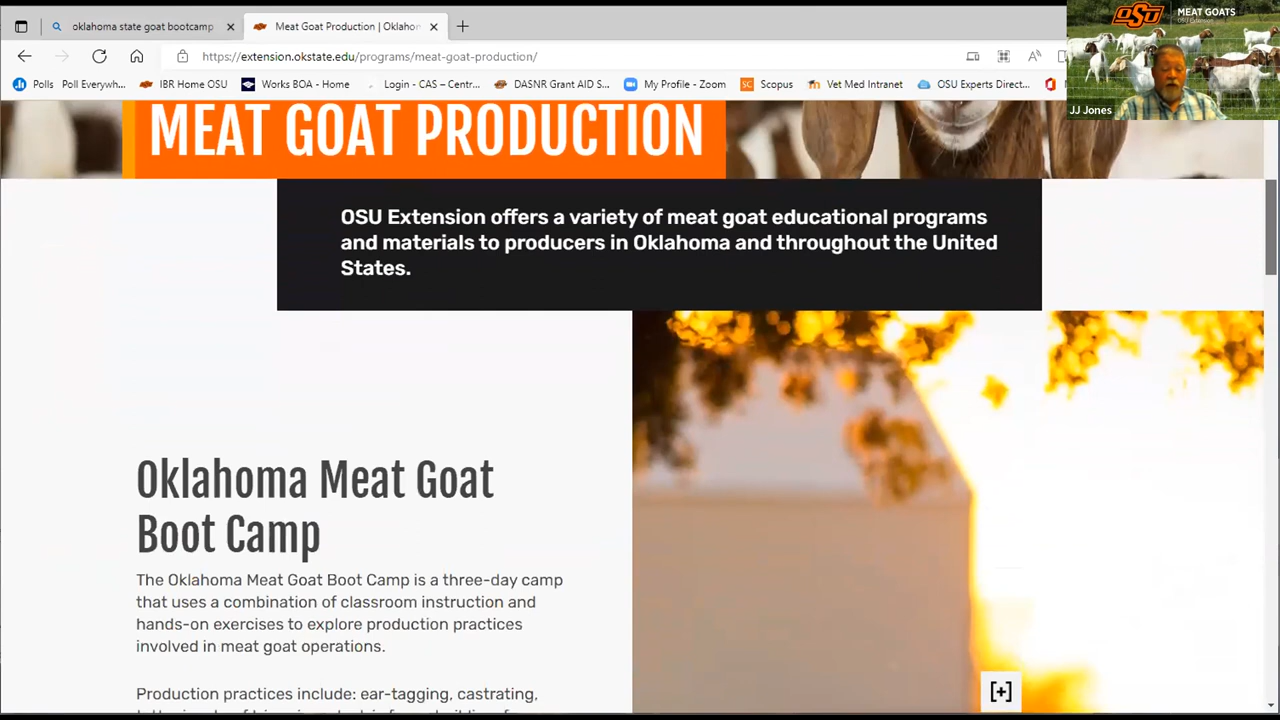 oklahoma state goat bootcamp
Meat Goat Production | Oklahom
https://extension.okstate.edu/programs/meat-goat-production/
Polls
Poll Everywh...
IBR Home OSU
Works BOA - Home
Login - CAS – Centr...
DASNR Grant AID S...
My Profile - Zoom
SC
Scopus
Vet Med Intranet
OSU Experts Direct...
OSU
MEAT GOATS
OSU Extension
JJ Jones
MEAT GOAT PRODUCTION
OSU Extension offers a variety of meat goat educational programs
and materials to producers in Oklahoma and throughout the United
States.
Oklahoma Meat Goat
Boot Camp
The Oklahoma Meat Goat Boot Camp is a three-day camp
that uses a combination of classroom instruction and
hands-on exercises to explore production practices
involved in meat goat operations.
Production practices include: ear-tagging, castrating,